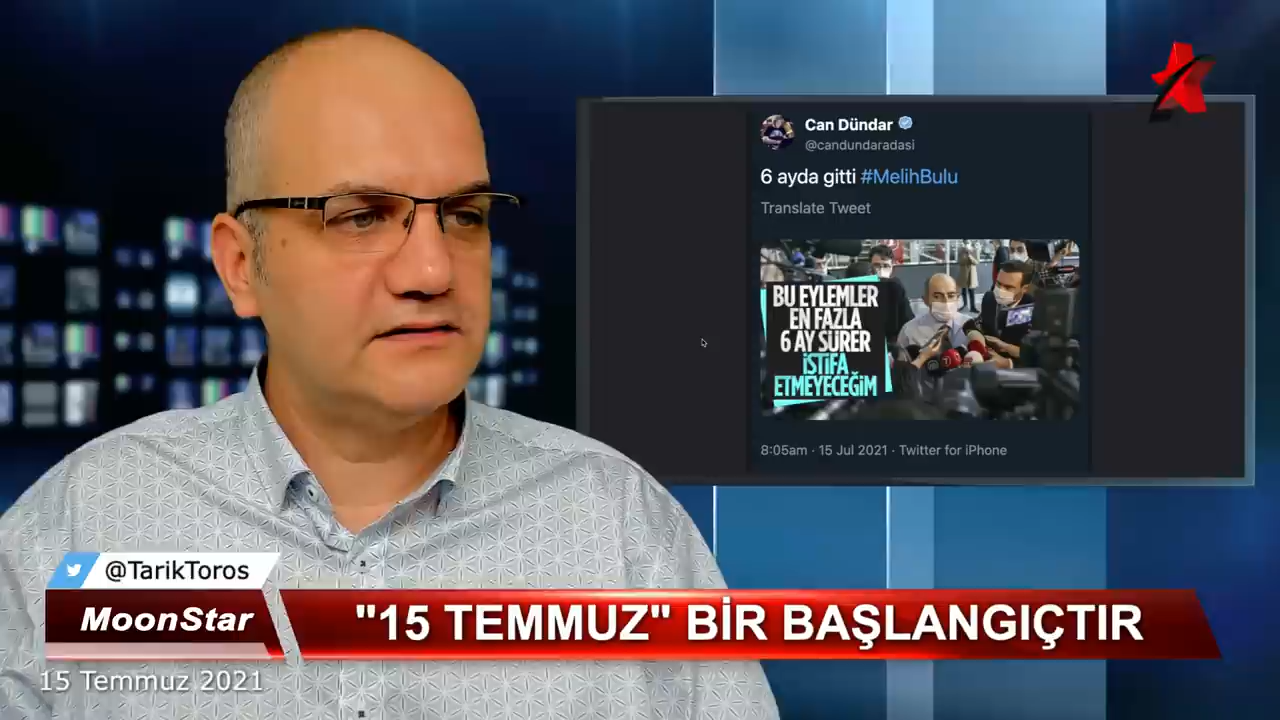 Can Dündar
@candundaradasi
6 ayda gitti #MelihBulu
Translate Tweet
BU EYLEMLER
EN FAZLA
6 AY SÜRER
İSTİFA
ETMEYECEĞİM
8:05am · 15 Jul 2021 · Twitter for iPhone
@TarikToros
MoonStar
"15 TEMMUZ" BİR BAŞLANGIÇTIR
15 Temmuz 2021